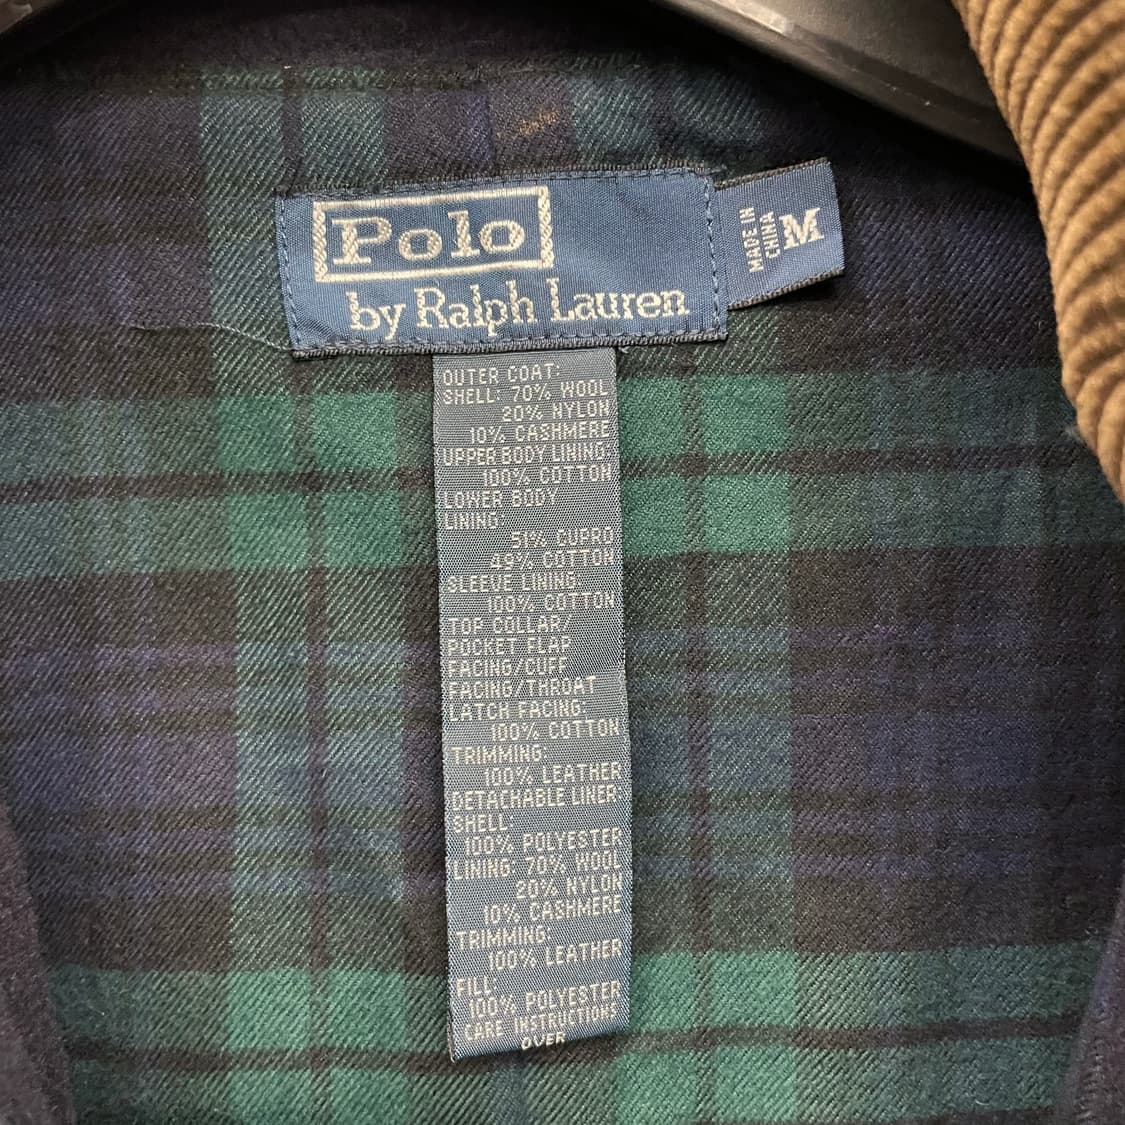 Polo
by Ralph Lauren
MADE IN
CHINA
M
OUTER COAT:
SHELL: 70% WOOL
20% NYLON
10% CASHMERE
UPPER BODY LINING:
100% COTTON
LOWER BODY
LINING:
51% CUPRO
49% COTTON
SLEEVE LINING:
100% COTTON
TOP COLLAR/
POCKET FLAP
FACING/CUFF
FACING/THROAT
LATCH FACING:
100% COTTON
TRIMMING:
100% LEATHER
DETACHABLE LINER:
SHELL:
100% POLYESTER
LINING: 70% WOOL
20% NYLON
10% CASHMERE
TRIMMING:
100% LEATHER
FILL:
100% POLYESTER
CARE INSTRUCTIONS
OVER